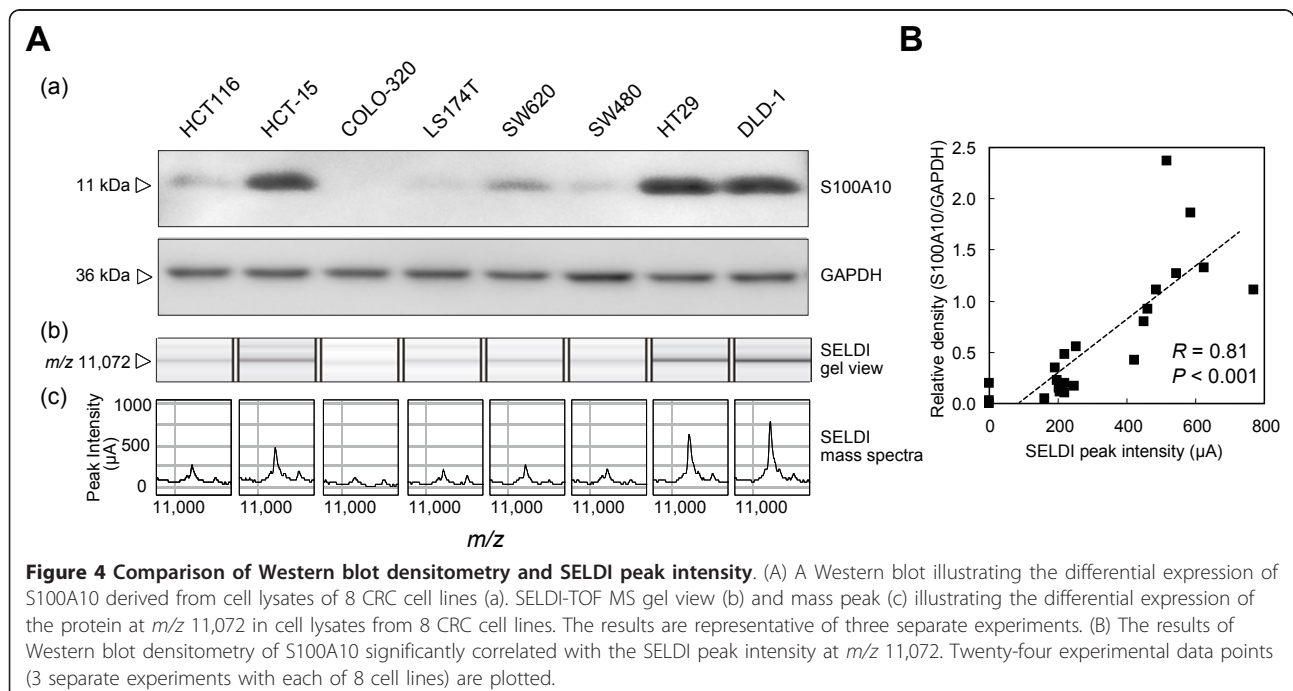 A
B
(a)
HCT116
HCT-15
COLO-320
LS174T
SW620
SW480
HT29
DLD-1
11 kDa
S100A10
36 kDa
GAPDH
(b)
m/z 11,072
SELDI
gel view
(c)
1000
500
0
Peak Intensity
(µA)
SELDI
mass spectra
11,000
11,000
11,000
11,000
11,000
11,000
11,000
11,000
m/z
2.5
2.0
1.5
1.0
0.5
0.0
Relative density (S100A10/GAPDH)
R = 0.81
P < 0.001
0
200
400
600
800
SELDI peak intensity (µA)
Figure 4 Comparison of Western blot densitometry and SELDI peak intensity. (A) A Western blot illustrating the differential expression of
S100A10 derived from cell lysates of 8 CRC cell lines (a). SELDI-TOF MS gel view (b) and mass peak (c) illustrating the differential expression of
the protein at m/z 11,072 in cell lysates from 8 CRC cell lines. The results are representative of three separate experiments. (B) The results of
Western blot densitometry of S100A10 significantly correlated with the SELDI peak intensity at m/z 11,072. Twenty-four experimental data points
(3 separate experiments with each of 8 cell lines) are plotted.